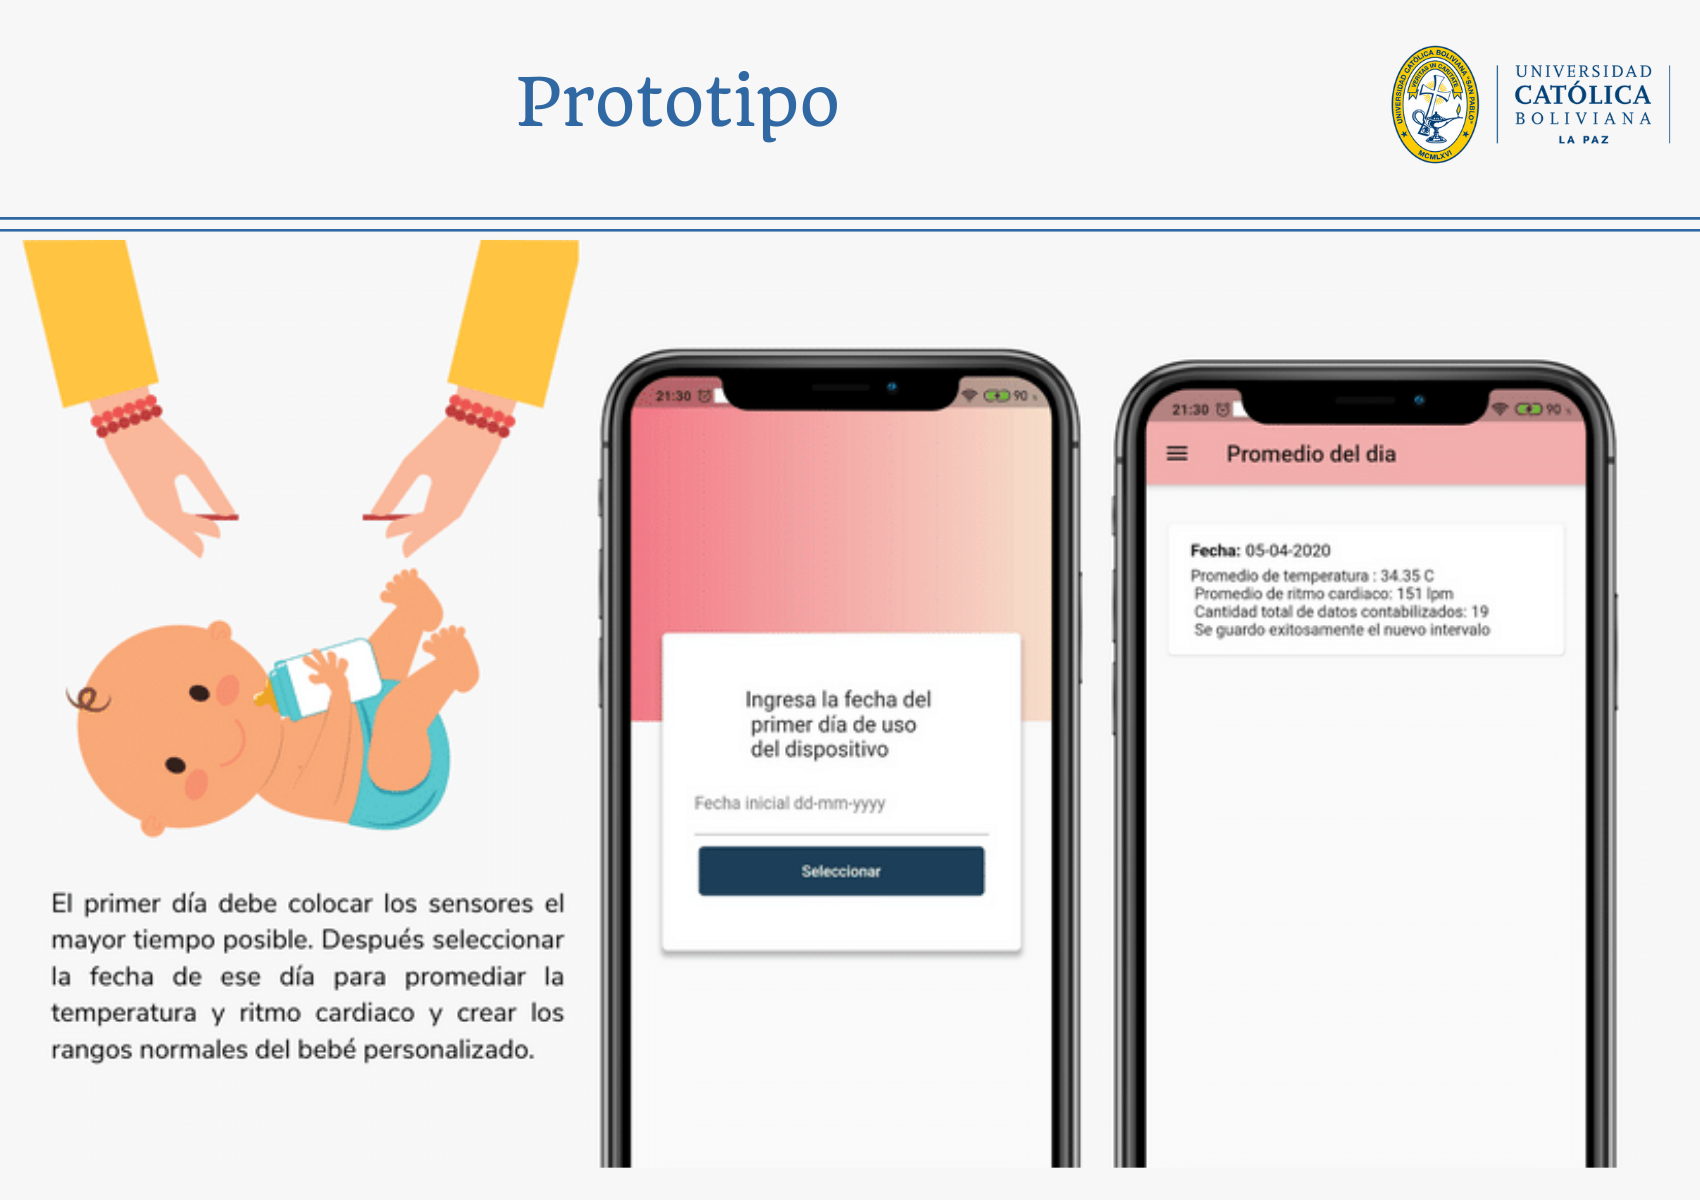 Prototipo
UNIVERSIDAD CATÓLICA BOLIVIANA "SAN PABLO"
MCMLXVI
UNIVERSIDAD
CATÓLICA
BOLIVIANA
LA PAZ
El primer día debe colocar los sensores el
mayor tiempo posible. Después seleccionar
la fecha de ese día para promediar la
temperatura y ritmo cardiaco y crear los
rangos normales del bebé personalizado.
21:30
90
Ingresa la fecha del
primer día de uso
del dispositivo
Fecha inicial dd-mm-yyyy
Seleccionar
21:30
90
Promedio del dia
Fecha: 05-04-2020
Promedio de temperatura : 34.35 C
Promedio de ritmo cardiaco: 151 lpm
Cantidad total de datos contabilizados: 19
Se guardo exitosamente el nuevo intervalo